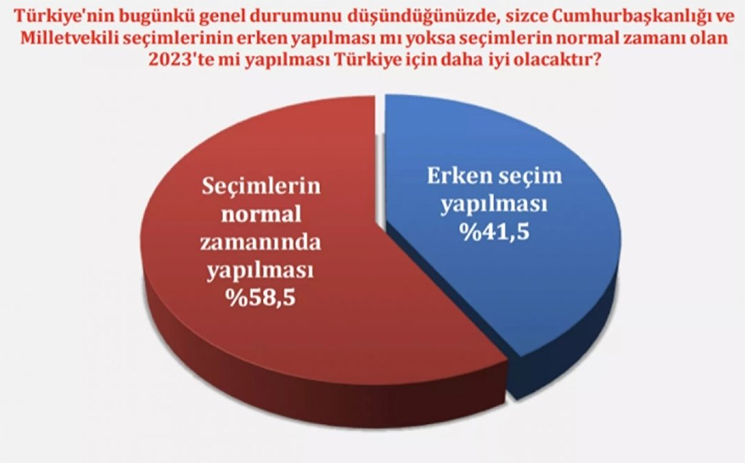 Türkiye'nin bugünkü genel durumunu düşündüğünüzde, sizce Cumhurbaşkanlığı ve
Milletvekili seçimlerinin erken yapılması mı yoksa seçimlerin normal zamanı olan
2023'te mi yapılması Türkiye için daha iyi olacaktır?
Seçimlerin
normal
zamanında
yapılması
%58,5
Erken seçim
yapılması
%41,5